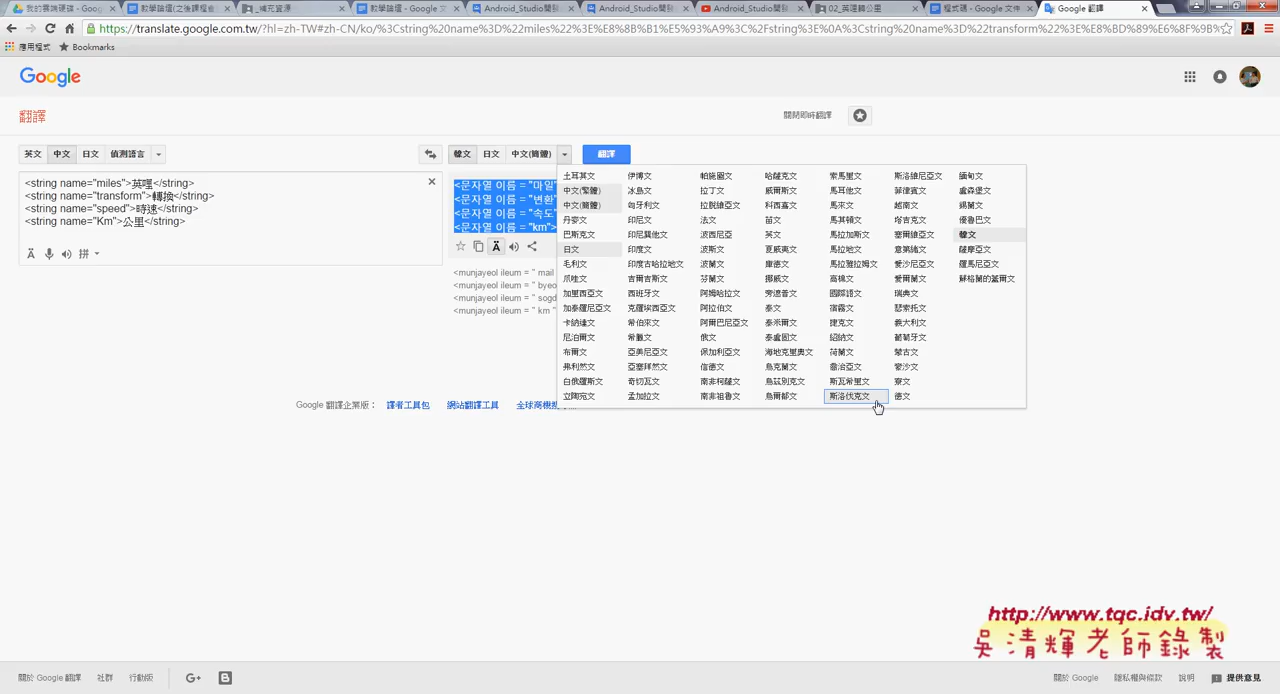 我的雲端硬碟 - Goo
教學論壇(之後課程會
_補充資源
教學論壇 - Google 文
Android_Studio開發
Android_Studio開發
Android_Studio開發
02_英哩轉公里
程式碼 - Google 文件
Google 翻譯
https://translate.google.com.tw/?hl=zh-TW#zh-CN/ko/%3Cstring%20name%3D%22miles%22%3E%E8%8B%B1%E5%93%A9%3C%2Fstring%3E%0A%3Cstring%20name%3D%22transform%22%3E%E8%BD%89%E6%8F%9B%
應用程式 Bookmarks
Google
翻譯
關閉即時翻譯
英文 中文 日文 偵測語言
韓文 日文 中文(簡體) 翻譯
<string name="miles">英哩</string>
<string name="transform">轉換</string>
<string name="speed">時速</string>
<string name="Km">公里</string>
<문자열 이름 = "마일"
<문자열 이름 = "변환"
<문자열 이름 = "속도"
<문자열 이름 = "km">
<munjayeol ileum = " mail
<munjayeol ileum = " byeo
<munjayeol ileum = " sogd
<munjayeol ileum = " km "
土耳其文 伊博文 帕施圖文 哈薩克文 索馬里文 斯洛維尼亞文 緬甸文
中文(繁體) 冰島文 拉丁文 威爾斯文 馬耳他文 菲律賓文 盧森堡文
中文(簡體) 匈牙利文 拉脫維亞文 科西嘉文 馬來文 越南文 錫蘭文
丹麥文 印尼文 法文 苗文 馬其頓文 塔吉克文 優魯巴文
巴斯克文 印尼爪哇文 波西尼亞 英文 馬拉加斯文 塞爾維亞文 韓文
日文 印度文 波斯文 夏威夷文 馬拉地文 意第緒文 薩摩亞文
毛利文 印度古哈拉地文 波蘭文 庫德文 馬拉雅拉姆文 愛沙尼亞文 羅馬尼亞文
爪哇文 吉爾吉斯文 芬蘭文 挪威文 高棉文 愛爾蘭文 蘇格蘭的蓋爾文
加里西亞文 西班牙文 阿姆哈拉文 旁遮普文 國際語文 瑞典文
加泰羅尼亞文 克羅埃西亞文 阿拉伯文 泰文 宿霧文 瑟索托文
卡納達文 希伯來文 阿爾巴尼亞文 泰米爾文 捷克文 義大利文
尼泊爾文 希臘文 俄文 泰盧固文 紹納文 葡萄牙文
布爾文 亞美尼亞文 保加利亞文 海地克里奧文 荷蘭文 蒙古文
弗利然文 亞塞拜然文 信德文 烏克蘭文 喬治亞文 豪沙文
白俄羅斯文 奇切瓦文 南非柯薩文 烏茲別克文 斯瓦希里文 寮文
立陶宛文 孟加拉文 南非祖魯文 烏爾都文 斯洛伐克文 德文
Google 翻譯企業版： 譯者工具包 網站翻譯工具 全球商機
http://www.tqc.idv.tw/
吳清輝老師錄製
關於 Google 翻譯 社群 行動版 關於 Google 隱私權與條款 說明 提供意見